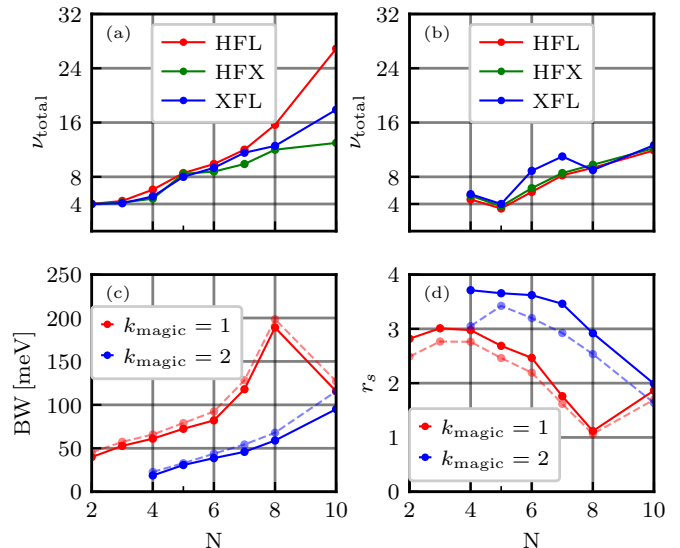 (a)
HFL
HFX
XFL
32
24
16
8
4
ν_total
(b)
HFL
HFX
XFL
32
24
16
8
4
ν_total
(c)
k_magic = 1
k_magic = 2
250
200
150
100
50
0
BW [meV]
2 4 6 8 10
N
(d)
k_magic = 1
k_magic = 2
4
3
2
1
0
r_s
2 4 6 8 10
N